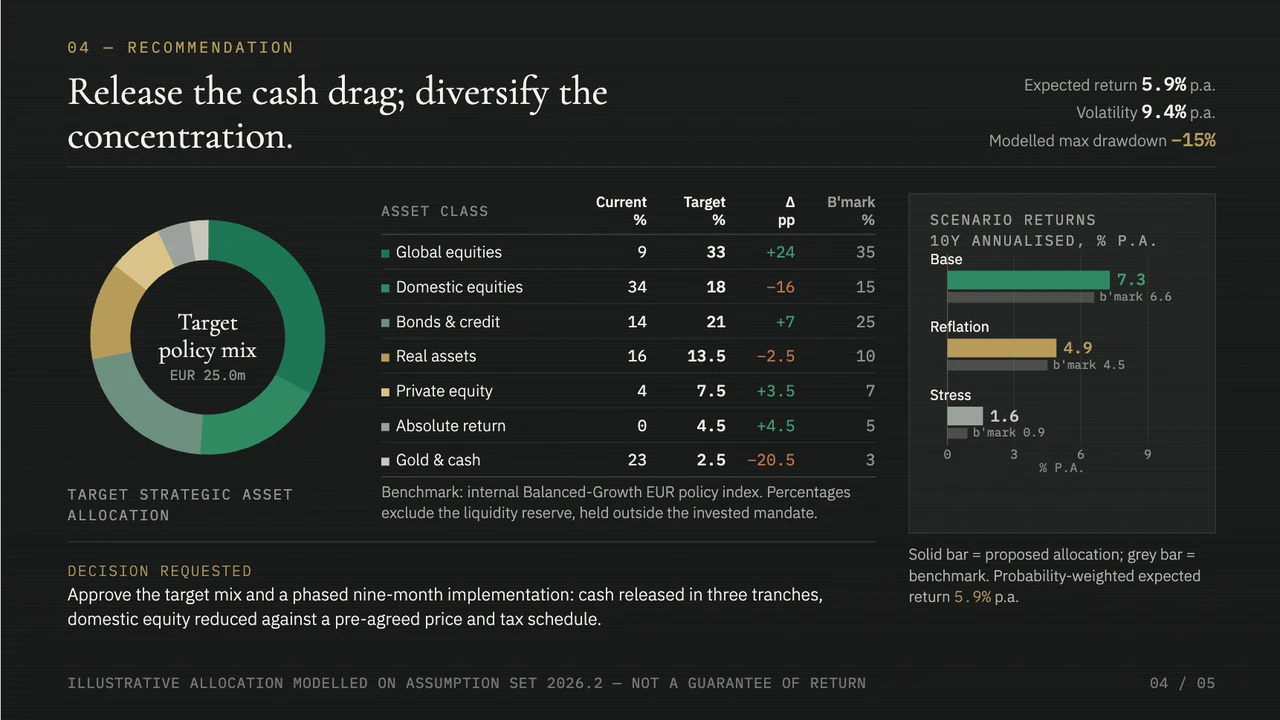 04 — RECOMMENDATION
Release the cash drag; diversify the
concentration.
Expected return 5.9% p.a.
Volatility 9.4% p.a.
Modelled max drawdown −15%
Target
policy mix
EUR 25.0m
TARGET STRATEGIC ASSET
ALLOCATION
ASSET CLASS Current % Target % Δ pp B'mark %
Global equities 9 33 +24 35
Domestic equities 34 18 −16 15
Bonds & credit 14 21 +7 25
Real assets 16 13.5 −2.5 10
Private equity 4 7.5 +3.5 7
Absolute return 0 4.5 +4.5 5
Gold & cash 23 2.5 −20.5 3
Benchmark: internal Balanced-Growth EUR policy index. Percentages
exclude the liquidity reserve, held outside the invested mandate.
SCENARIO RETURNS
10Y ANNUALISED, % P.A.
Base
7.3
b'mark 6.6
Reflation
4.9
b'mark 4.5
Stress
1.6
b'mark 0.9
0 3 6 9
% P.A.
Solid bar = proposed allocation; grey bar =
benchmark. Probability-weighted expected
return 5.9% p.a.
DECISION REQUESTED
Approve the target mix and a phased nine-month implementation: cash released in three tranches,
domestic equity reduced against a pre-agreed price and tax schedule.
ILLUSTRATIVE ALLOCATION MODELLED ON ASSUMPTION SET 2026.2 — NOT A GUARANTEE OF RETURN
04 / 05